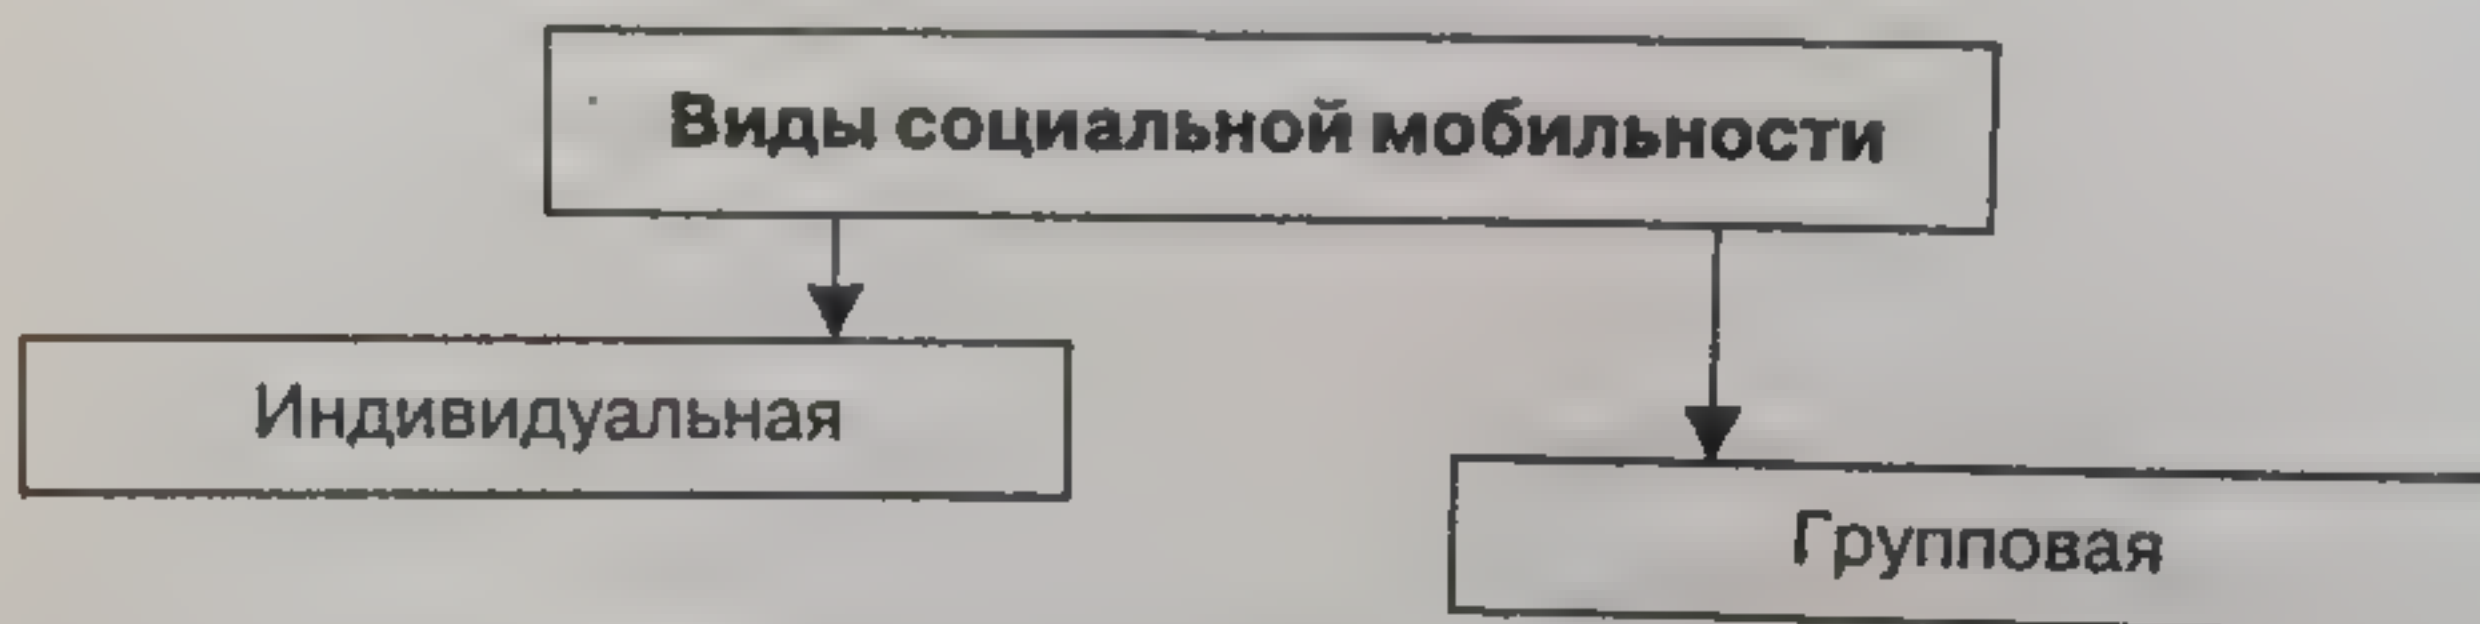 Виды социальной мобильности
Индивидуальная
Групповая